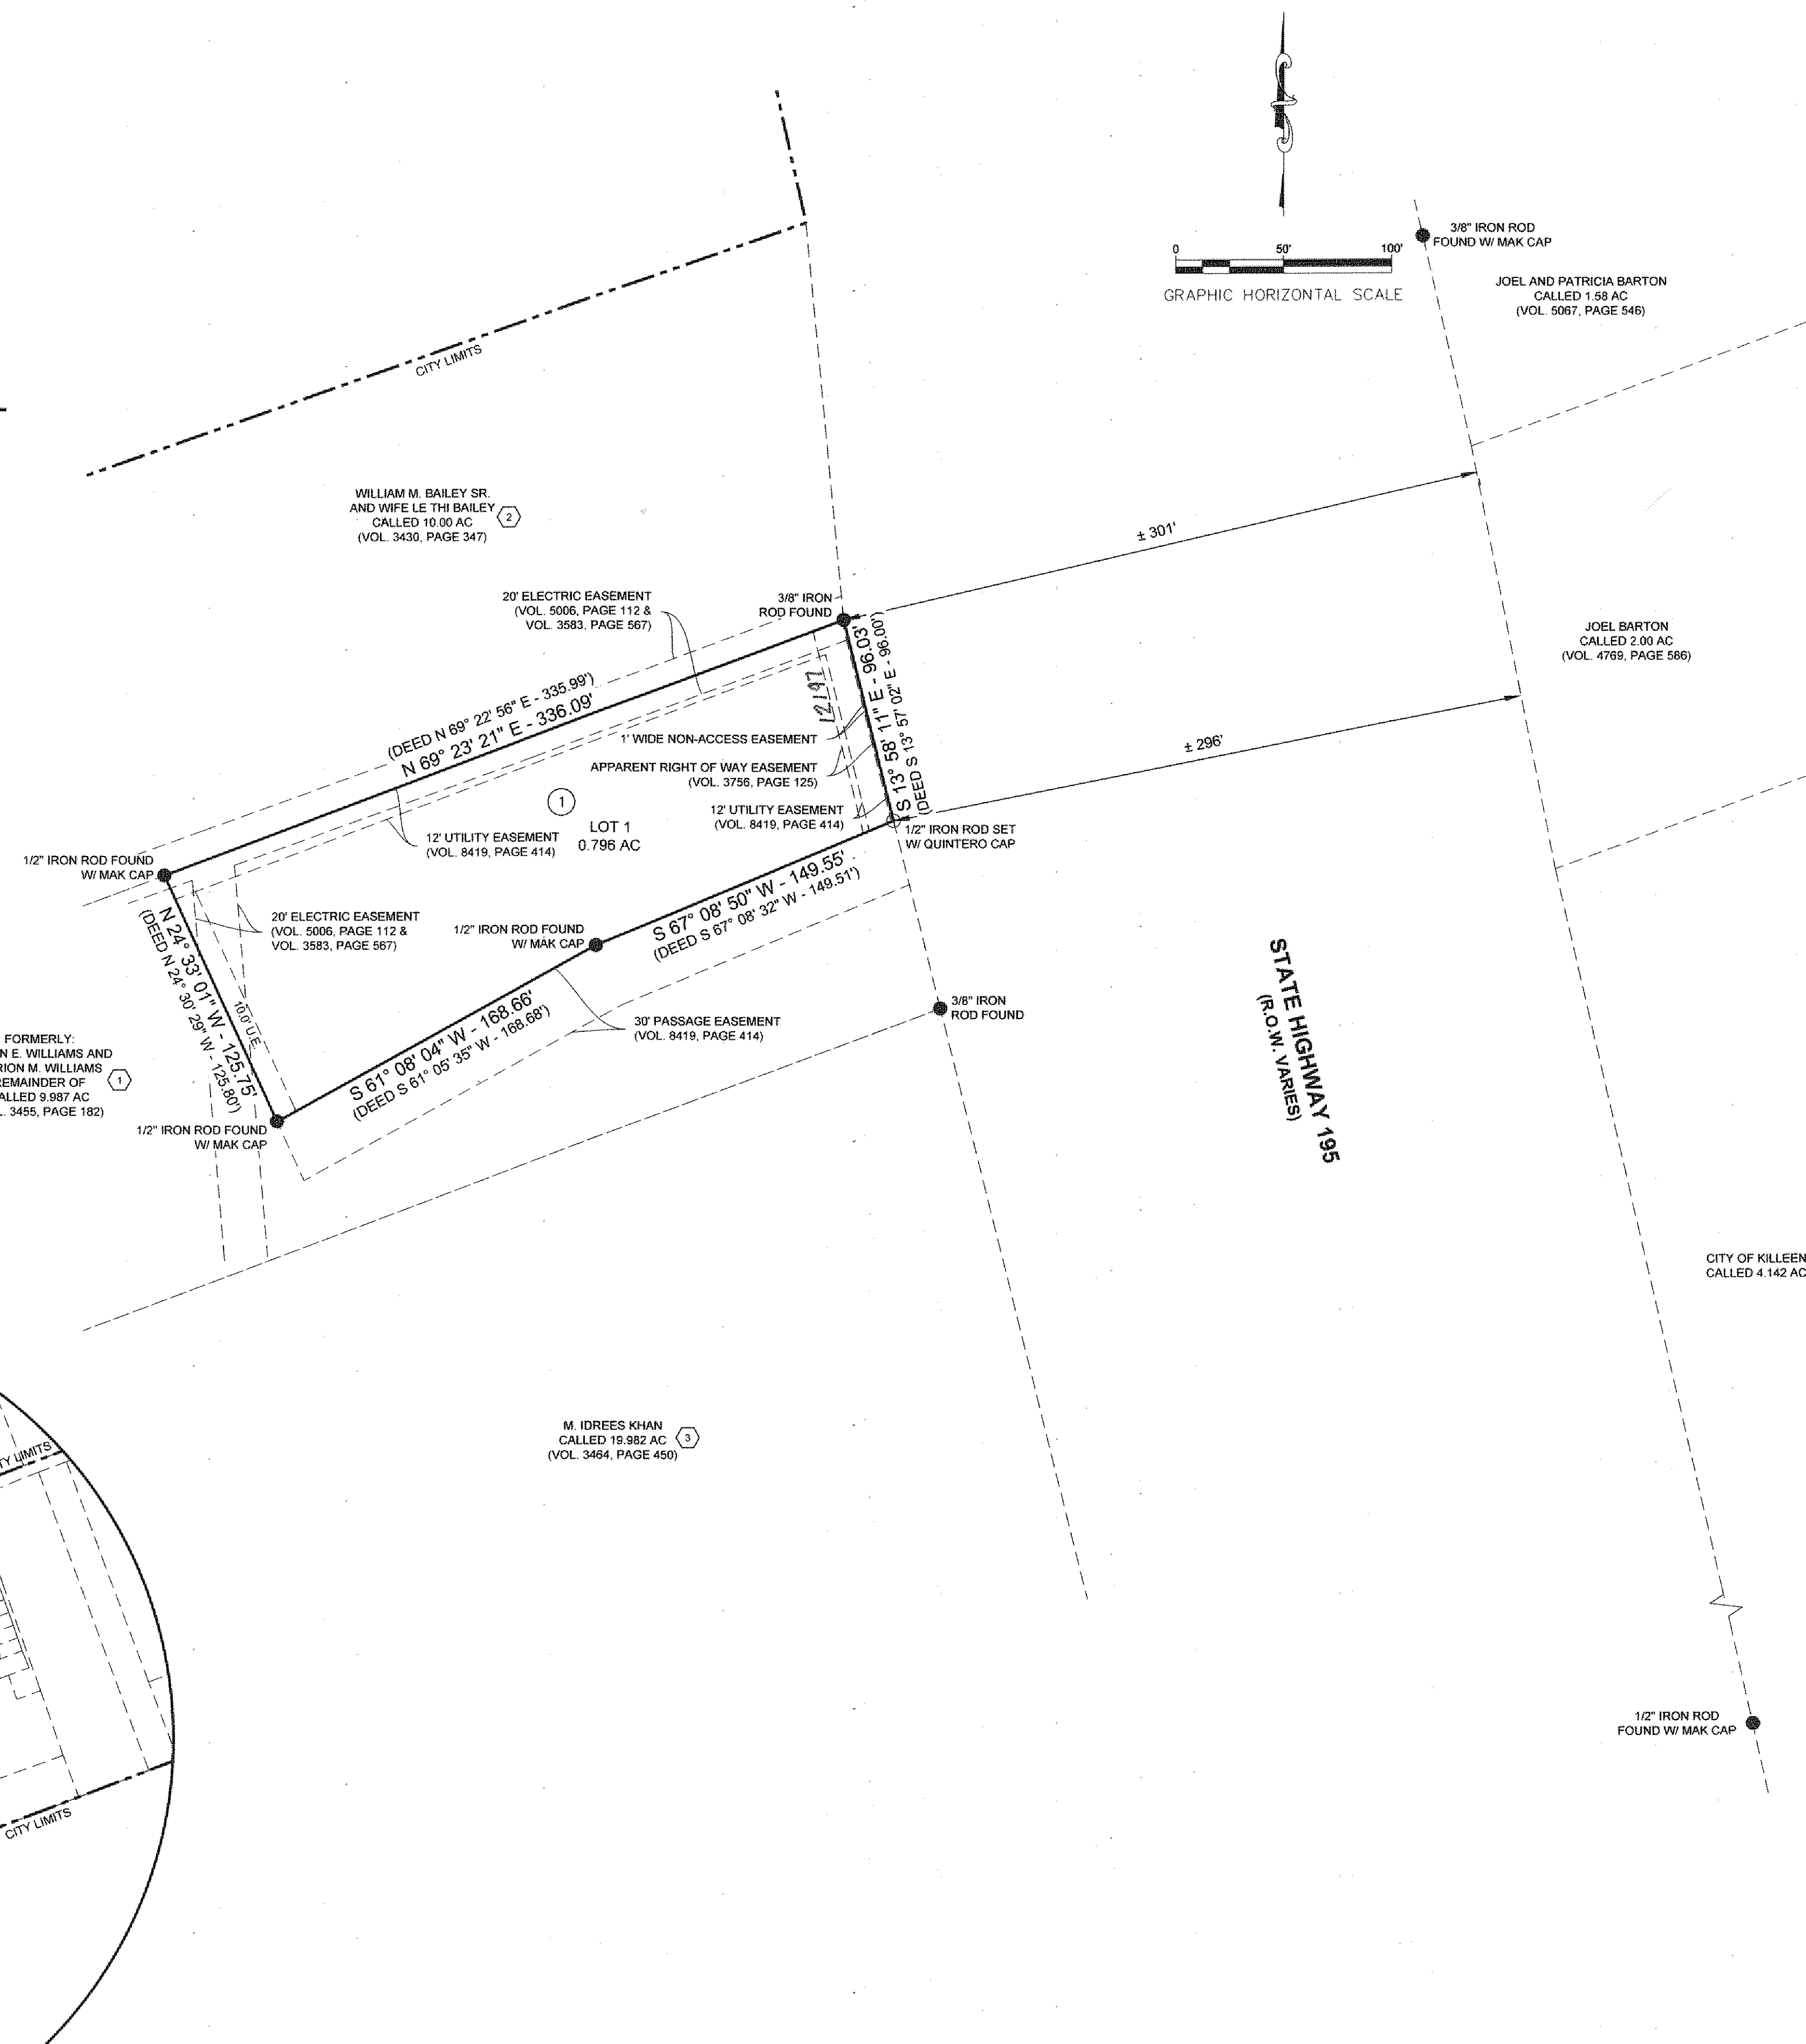 3/8" IRON ROD
FOUND W/ MAK CAP
0 50' 100'
GRAPHIC HORIZONTAL SCALE
JOEL AND PATRICIA BARTON
CALLED 1.58 AC
(VOL. 5067, PAGE 546)
CITY LIMITS
WILLIAM M. BAILEY SR.
AND WIFE LE THI BAILEY
CALLED 10.00 AC
(VOL. 3430, PAGE 347)
2
± 301'
20' ELECTRIC EASEMENT
(VOL. 5006, PAGE 112 &
VOL. 3583, PAGE 567)
3/8" IRON
ROD FOUND
JOEL BARTON
CALLED 2.00 AC
(VOL. 4769, PAGE 586)
(DEED N 69° 22' 56" E - 335.99')
N 69° 23' 21" E - 336.09'
12197
S 13° 58' 11" E - 96.03'
(DEED S 13° 57' 02" E - 96.00')
1' WIDE NON-ACCESS EASEMENT
APPARENT RIGHT OF WAY EASEMENT
(VOL. 3756, PAGE 125)
± 296'
12' UTILITY EASEMENT
(VOL. 8419, PAGE 414)
1
LOT 1
0.796 AC
12' UTILITY EASEMENT
(VOL. 8419, PAGE 414)
1/2" IRON ROD SET
W/ QUINTERO CAP
1/2" IRON ROD FOUND
W/ MAK CAP
S 67° 08' 50" W - 149.55'
(DEED S 67° 08' 32" W - 149.51')
20' ELECTRIC EASEMENT
(VOL. 5006, PAGE 112 &
VOL. 3583, PAGE 567)
1/2" IRON ROD FOUND
W/ MAK CAP
N 24° 33' 01" W - 125.75'
(DEED N 24° 30' 29" W - 125.80')
10.0' U.E.
S 61° 08' 04" W - 168.66'
(DEED S 61° 05' 35" W - 168.68')
30' PASSAGE EASEMENT
(VOL. 8419, PAGE 414)
3/8" IRON
ROD FOUND
STATE HIGHWAY 195
(R.O.W. VARIES)
FORMERLY:
N E. WILLIAMS AND
RION M. WILLIAMS
EMAINDER OF
ALLED 9.987 AC
L. 3455, PAGE 182)
1
1/2" IRON ROD FOUND
W/ MAK CAP
CITY OF KILLEEN
CALLED 4.142 AC
M. IDREES KHAN
CALLED 19.982 AC
(VOL. 3464, PAGE 450)
3
TY LIMITS
1/2" IRON ROD
FOUND W/ MAK CAP
CITY LIMITS